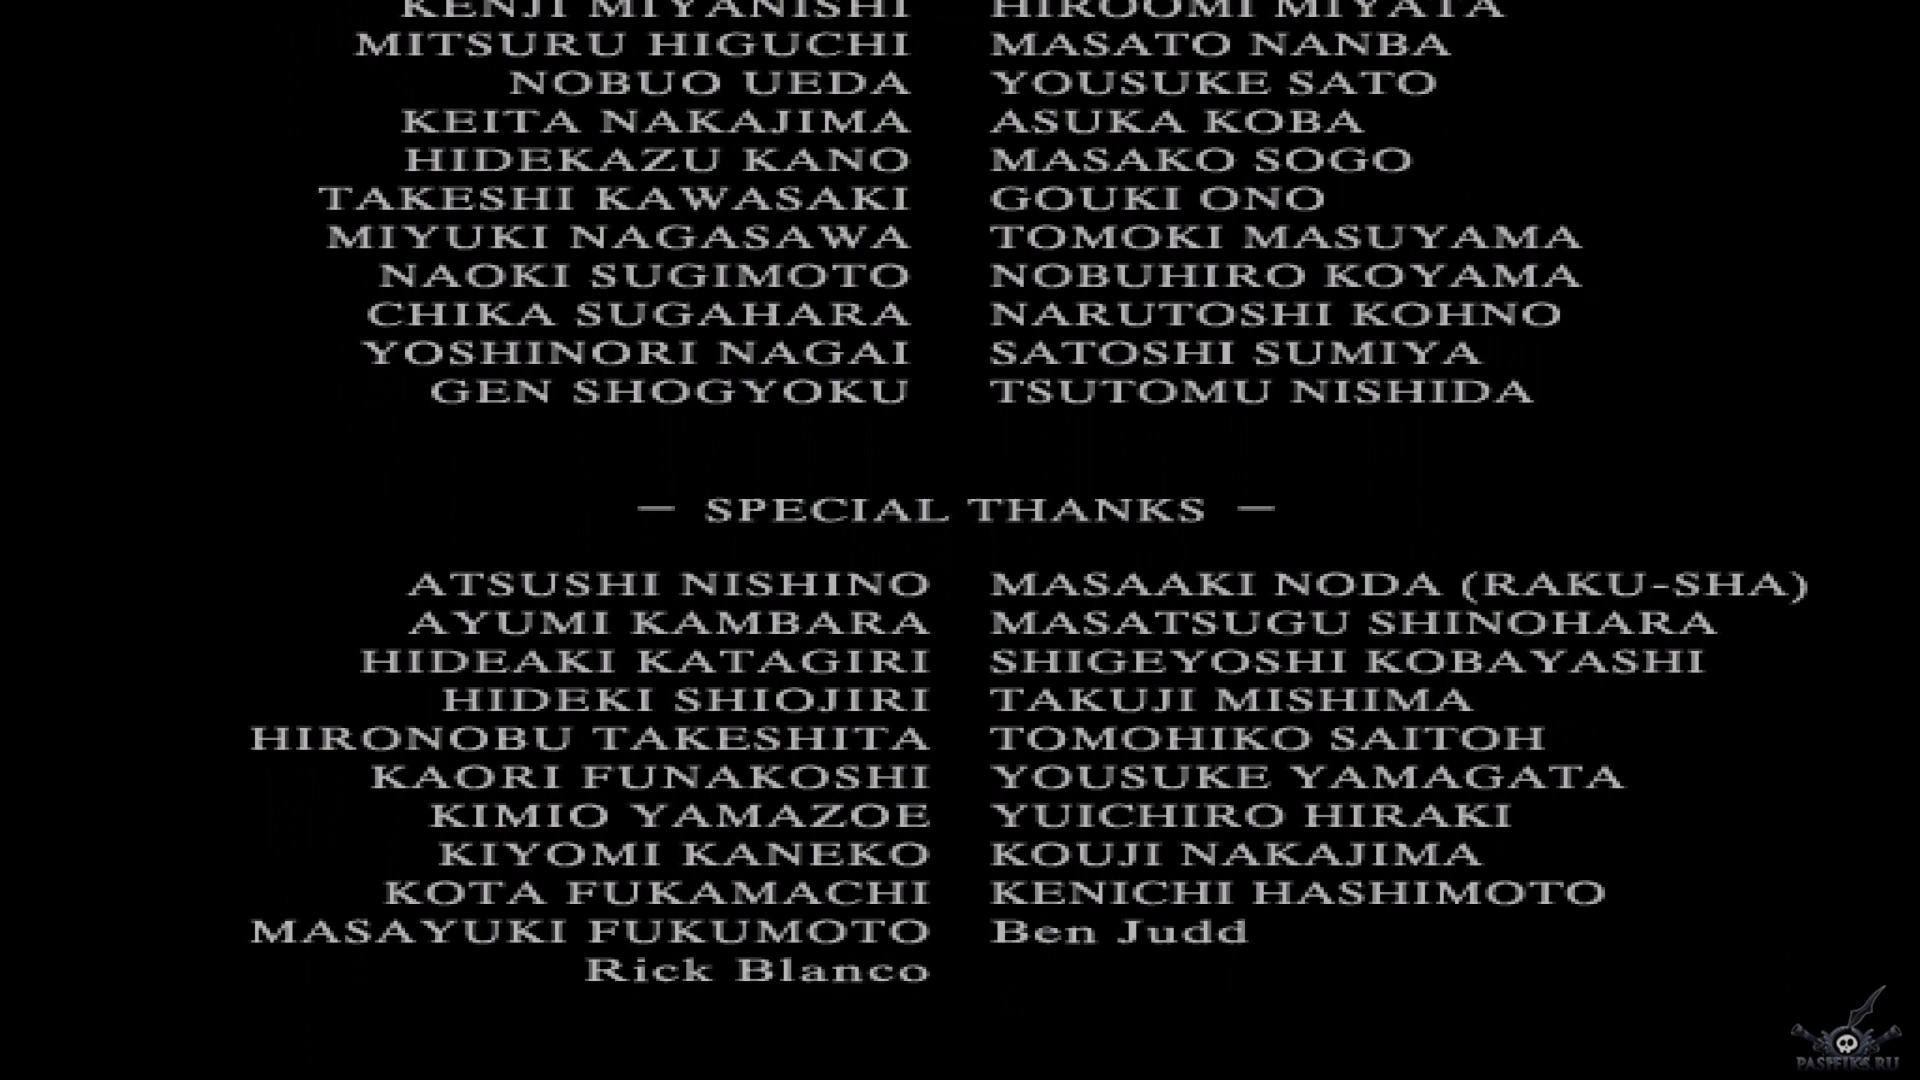 KENJI MIYANISHI HIROOMI MIYATA
MITSURU HIGUCHI MASATO NANBA
NOBUO UEDA YOUSUKE SATO
KEITA NAKAJIMA ASUKA KOBA
HIDEKAZU KANO MASAKO SOGO
TAKESHI KAWASAKI GOUKI ONO
MIYUKI NAGASAWA TOMOKI MASUYAMA
NAOKI SUGIMOTO NOBUHIRO KOYAMA
CHIKA SUGAHARA NARUTOSHI KOHNO
YOSHINORI NAGAI SATOSHI SUMIYA
GEN SHOGYOKU TSUTOMU NISHIDA
— SPECIAL THANKS —
ATSUSHI NISHINO MASAAKI NODA (RAKU-SHA)
AYUMI KAMBARA MASATSUGU SHINOHARA
HIDEAKI KATAGIRI SHIGEYOSHI KOBAYASHI
HIDEKI SHIOJIRI TAKUJI MISHIMA
HIRONOBU TAKESHITA TOMOHIKO SAITOH
KAORI FUNAKOSHI YOUSUKE YAMAGATA
KIMIO YAMAZOE YUICHIRO HIRAKI
KIYOMI KANEKO KOUJI NAKAJIMA
KOTA FUKAMACHI KENICHI HASHIMOTO
MASAYUKI FUKUMOTO Ben Judd
Rick Blanco
PASIFIKS.RU